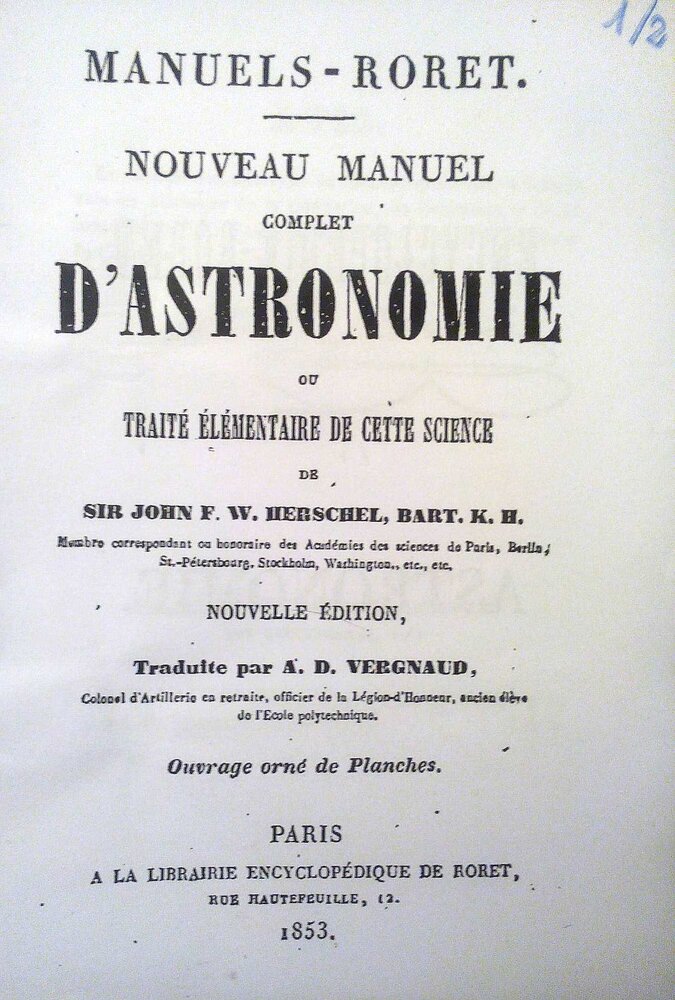 1/2
MANUELS-RORET.
NOUVEAU MANUEL
COMPLET
D'ASTRONOMIE
OU
TRAITÉ ÉLÉMENTAIRE DE CETTE SCIENCE
DE
SIR JOHN F. W. HERSCHEL, BART. K. H.
Membre correspondant ou honoraire des Académies des sciences de Paris, Berlin,
St.-Pétersbourg, Stockholm, Washington., etc., etc.
NOUVELLE ÉDITION,
Traduite par A. D. VERGNAUD,
Colonel d'Artillerie en retraite, officier de la Légion-d'Honneur, ancien élève
de l'Ecole polytechnique.
Ouvrage orné de Planches.
PARIS
A LA LIBRAIRIE ENCYCLOPÉDIQUE DE RORET,
RUE HAUTEFEUILLE, 12.
1853.